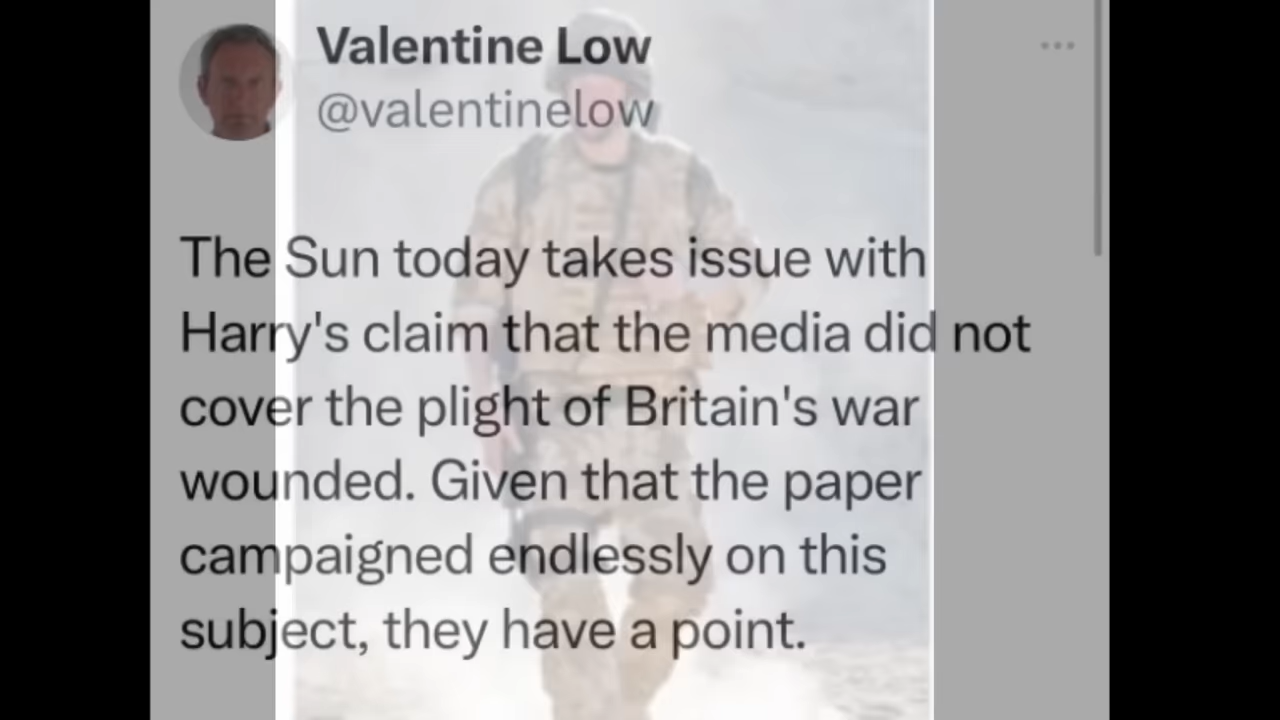 Valentine Low
@valentinelow
The Sun today takes issue with
Harry's claim that the media did not
cover the plight of Britain's war
wounded. Given that the paper
campaigned endlessly on this
subject, they have a point.